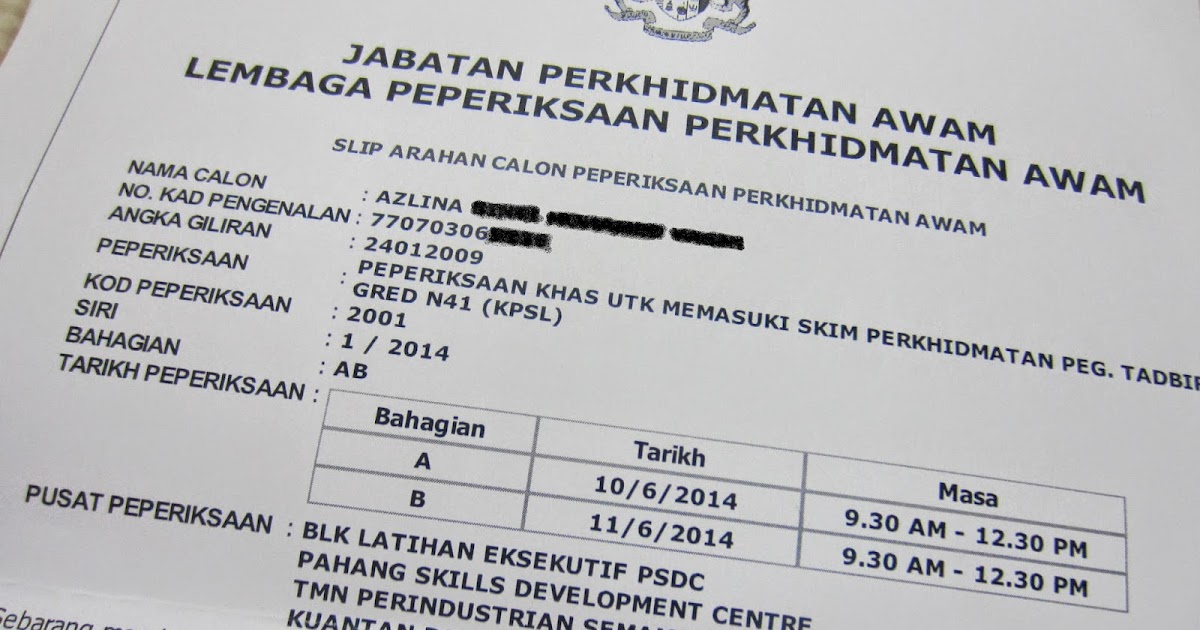 JABATAN PERKHIDMATAN AWAM
LEMBAGA PEPERIKSAAN PERKHIDMATAN AWAM
SLIP ARAHAN CALON PEPERIKSAAN PERKHIDMATAN AWAM
NAMA CALON : AZLINA
NO. KAD PENGENALAN : 77070306
ANGKA GILIRAN : 24012009
PEPERIKSAAN : PEPERIKSAAN KHAS UTK MEMASUKI SKIM PERKHIDMATAN PEG. TADBIR
GRED N41 (KPSL)
KOD PEPERIKSAAN : 2001
SIRI : 1 / 2014
BAHAGIAN : AB
TARIKH PEPERIKSAAN :
Bahagian Tarikh Masa
A 10/6/2014 9.30 AM - 12.30 PM
B 11/6/2014 9.30 AM - 12.30 PM
PUSAT PEPERIKSAAN : BLK LATIHAN EKSEKUTIF PSDC
PAHANG SKILLS DEVELOPMENT CENTRE
TMN PERINDUSTRIAN
KUANTAN
Sebarang